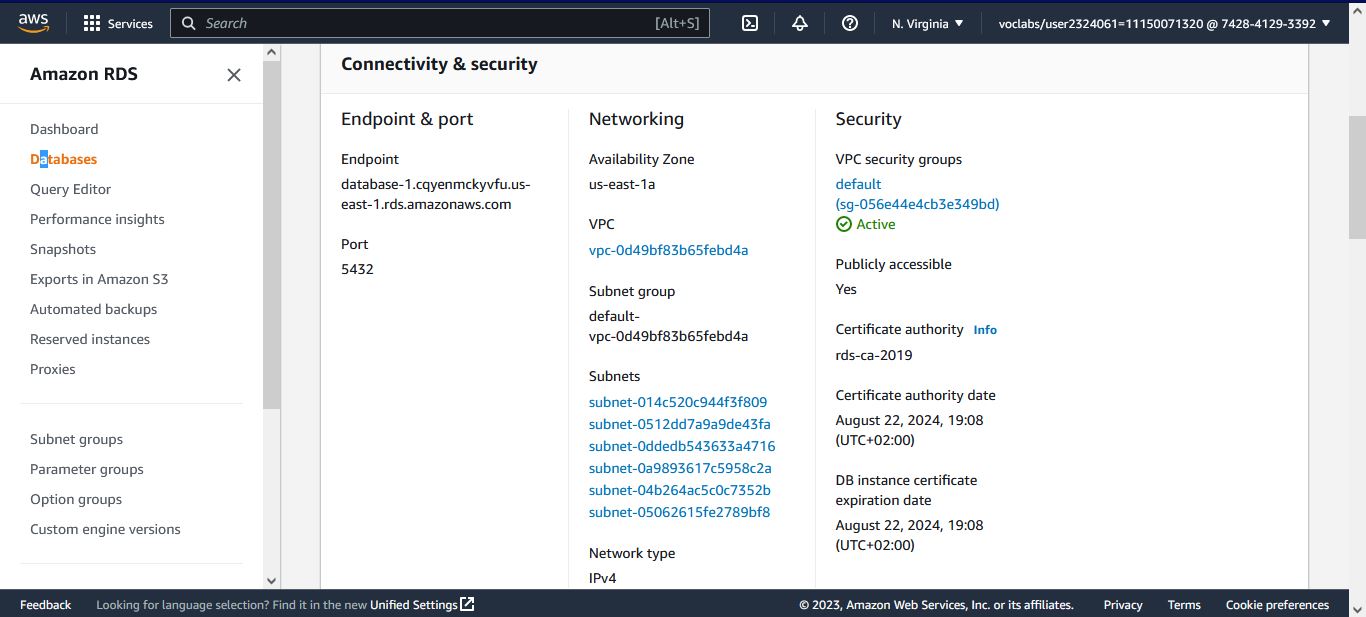 aws
Services
Search
[Alt+S]
N. Virginia
voclabs/user2324061=11150071320 @ 7428-4129-3392
Amazon RDS
Dashboard
Databases
Query Editor
Performance insights
Snapshots
Exports in Amazon S3
Automated backups
Reserved instances
Proxies
Subnet groups
Parameter groups
Option groups
Custom engine versions
Connectivity & security
Endpoint & port
Endpoint
database-1.cqyenmckyvfu.us-
east-1.rds.amazonaws.com
Port
5432
Networking
Availability Zone
us-east-1a
VPC
vpc-0d49bf83b65febd4a
Subnet group
default-
vpc-0d49bf83b65febd4a
Subnets
subnet-014c520c944f3f809
subnet-0512dd7a9a9de43fa
subnet-0ddedb543633a4716
subnet-0a9893617c5958c2a
subnet-04b264ac5c0c7352b
subnet-05062615fe2789bf8
Network type
IPv4
Security
VPC security groups
default
(sg-056e44e4cb3e349bd)
Active
Publicly accessible
Yes
Certificate authority Info
rds-ca-2019
Certificate authority date
August 22, 2024, 19:08
(UTC+02:00)
DB instance certificate
expiration date
August 22, 2024, 19:08
(UTC+02:00)
Feedback
Looking for language selection? Find it in the new Unified Settings
© 2023, Amazon Web Services, Inc. or its affiliates.
Privacy
Terms
Cookie preferences